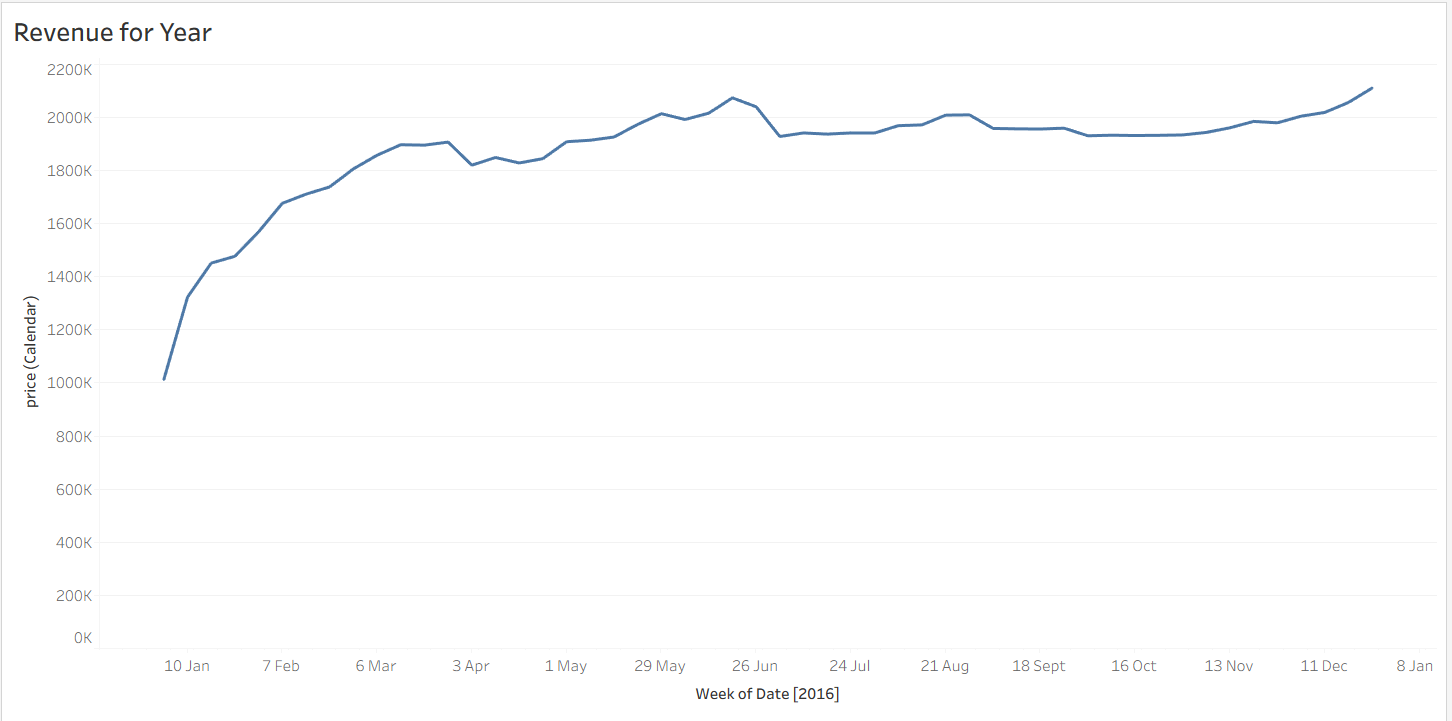 Revenue for Year
2200K
2000K
1800K
1600K
1400K
1200K
1000K
800K
600K
400K
200K
0K
price (Calendar)
10 Jan 7 Feb 6 Mar 3 Apr 1 May 29 May 26 Jun 24 Jul 21 Aug 18 Sept 16 Oct 13 Nov 11 Dec 8 Jan
Week of Date [2016]